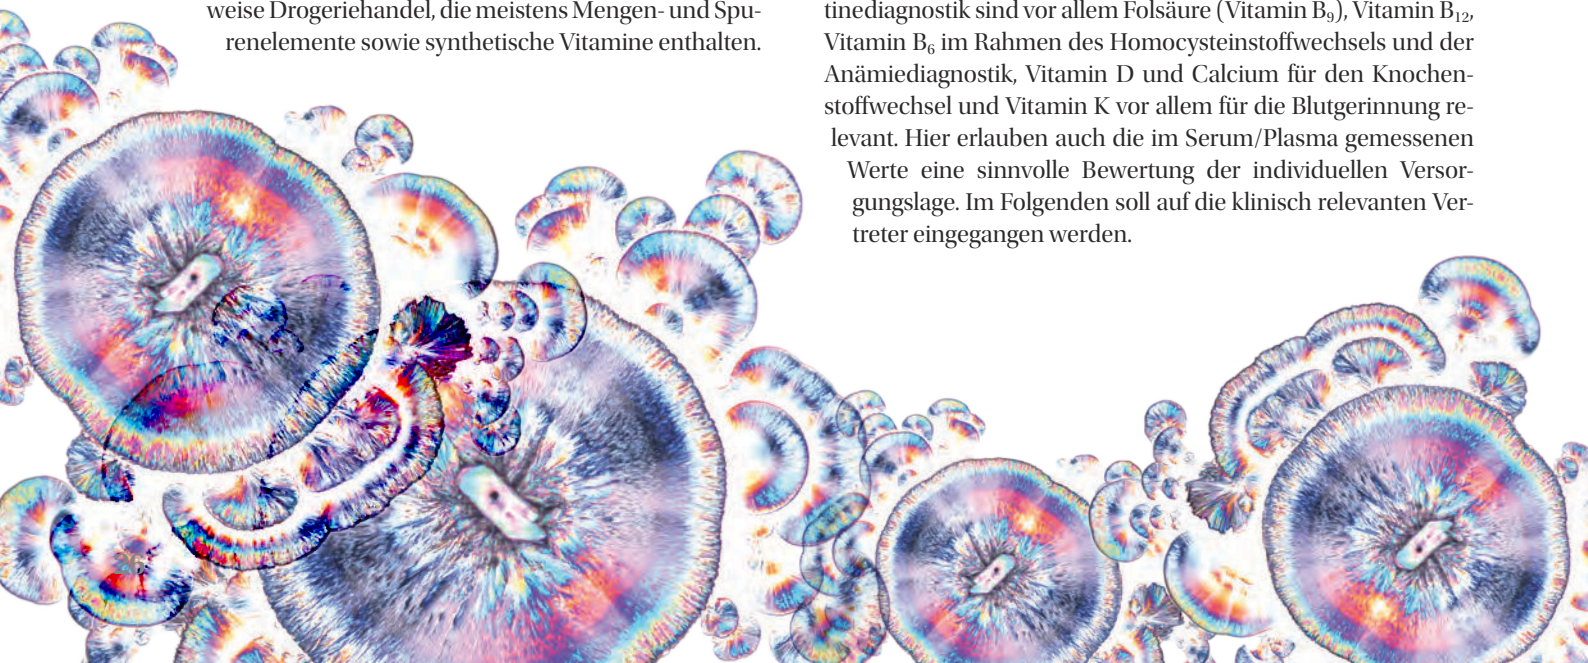 weise Drogeriehandel, die meistens Mengen- und Spu-
renelemente sowie synthetische Vitamine enthalten.
tinediagnostik sind vor allem Folsäure (Vitamin B₉), Vitamin B₁₂,
Vitamin B₆ im Rahmen des Homocysteinstoffwechsels und der
Anämiediagnostik, Vitamin D und Calcium für den Knochen-
stoffwechsel und Vitamin K vor allem für die Blutgerinnung re-
levant. Hier erlauben auch die im Serum/Plasma gemessenen
Werte eine sinnvolle Bewertung der individuellen Versor-
gungslage. Im Folgenden soll auf die klinisch relevanten Ver-
treter eingegangen werden.